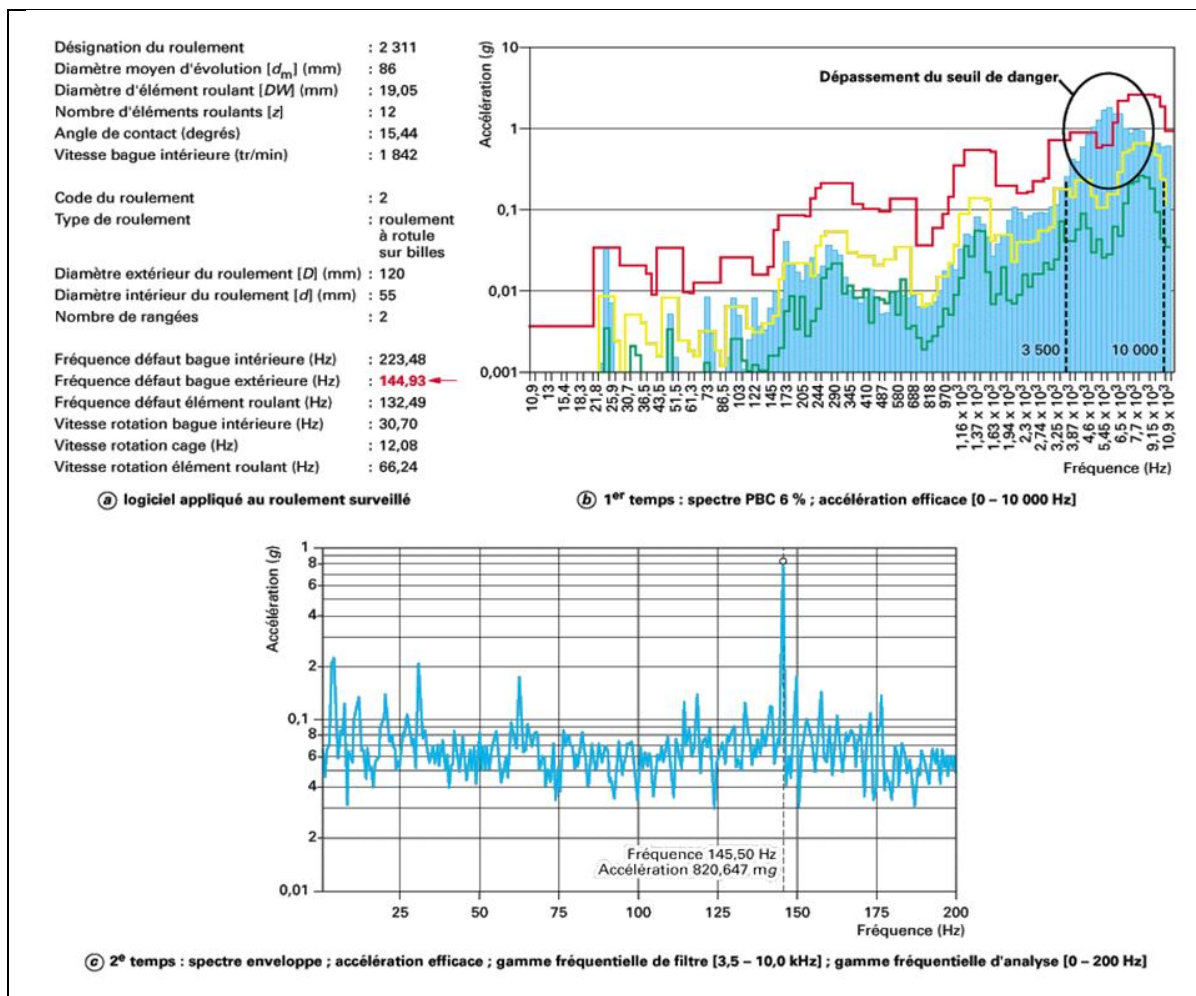 Désignation du roulement : 2 311
Diamètre moyen d'évolution [dm] (mm) : 86
Diamètre d'élément roulant [DW] (mm) : 19,05
Nombre d'éléments roulants [z] : 12
Angle de contact (degrés) : 15,44
Vitesse bague intérieure (tr/min) : 1 842
Code du roulement : 2
Type de roulement : roulement
à rotule
sur billes
Diamètre extérieur du roulement [D] (mm) : 120
Diamètre intérieur du roulement [d] (mm) : 55
Nombre de rangées : 2
Fréquence défaut bague intérieure (Hz) : 223,48
Fréquence défaut bague extérieure (Hz) : 144,93
Fréquence défaut élément roulant (Hz) : 132,49
Vitesse rotation bague intérieure (Hz) : 30,70
Vitesse rotation cage (Hz) : 12,08
Vitesse rotation élément roulant (Hz) : 66,24
a logiciel appliqué au roulement surveillé
Accélération (g)
10
1
0,1
0,01
0,001
Dépassement du seuil de danger
3 500
10 000
10,9
13
15,4
18,3
21,8
25,9
30,7
36,5
43,5
51,5
61,3
73
86,5
103
122
145
173
205
244
290
345
410
487
580
688
818
970
1,16 x 10³
1,37 x 10³
1,63 x 10³
1,94 x 10³
2,3 x 10³
2,74 x 10³
3,25 x 10³
3,87 x 10³
4,6 x 10³
5,45 x 10³
6,5 x 10³
7,7 x 10³
9,15 x 10³
10,9 x 10³
Fréquence (Hz)
b 1er temps : spectre PBC 6 % ; accélération efficace [0 – 10 000 Hz]
Accélération (g)
1
8
6
4
2
0,1
8
6
4
2
0,01
Fréquence 145,50 Hz
Accélération 820,647 mg
25
50
75
100
125
150
175
200
Fréquence (Hz)
c 2e temps : spectre enveloppe ; accélération efficace ; gamme fréquentielle de filtre [3,5 – 10,0 kHz] ; gamme fréquentielle d'analyse [0 – 200 Hz]